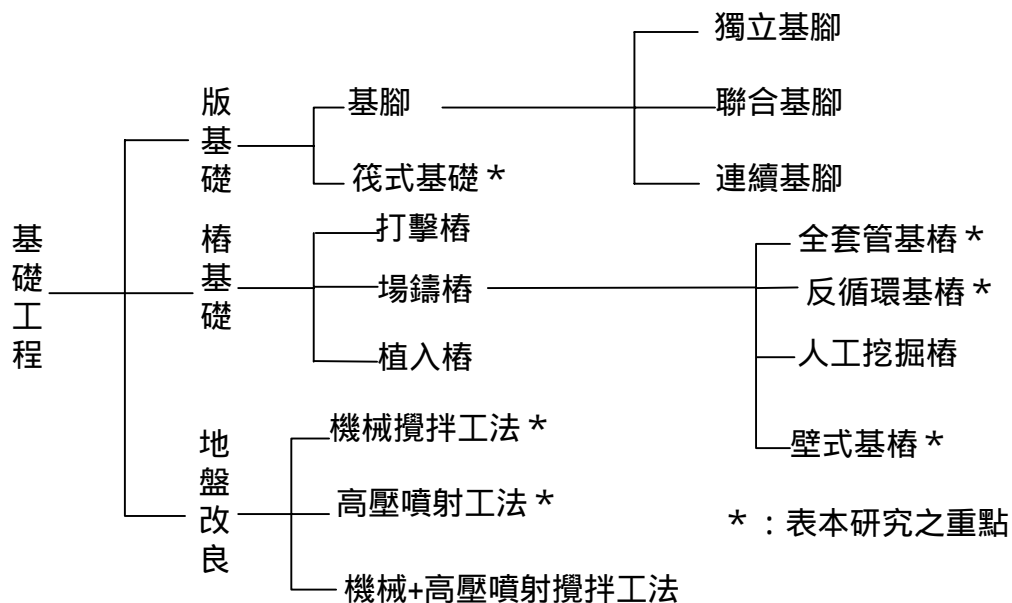 基礎工程
版基礎
基腳
獨立基腳
聯合基腳
連續基腳
筏式基礎*
樁基礎
打擊樁
場鑄樁
全套管基樁*
反循環基樁*
人工挖掘樁
壁式基樁*
植入樁
地盤改良
機械攪拌工法*
高壓噴射工法*
機械+高壓噴射攪拌工法
*：表本研究之重點